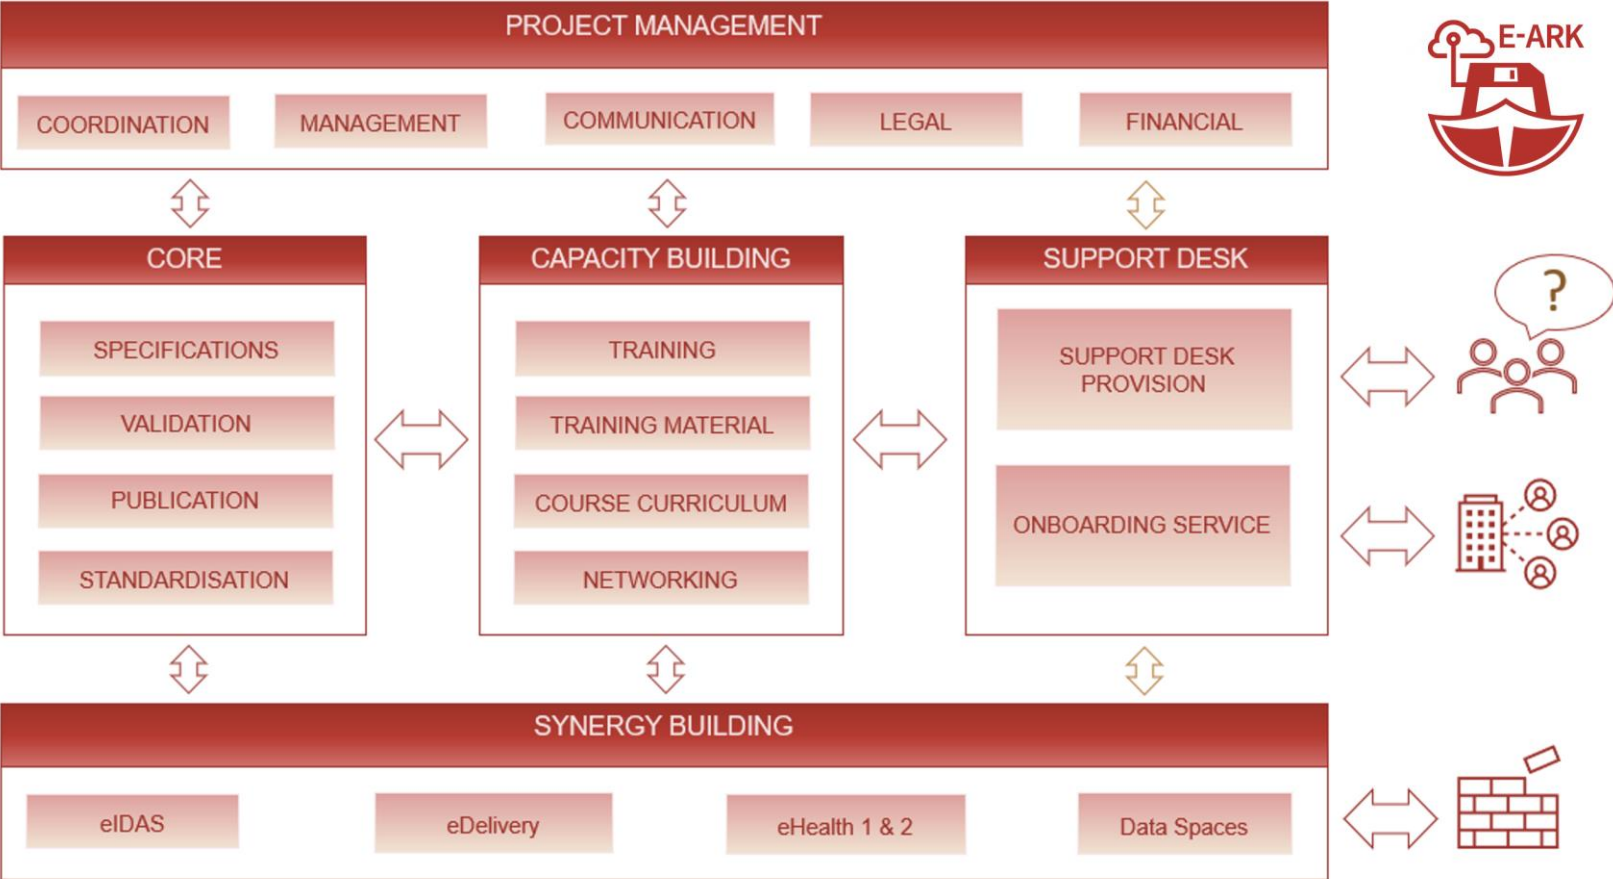 PROJECT MANAGEMENT
E-ARK
COORDINATION
MANAGEMENT
COMMUNICATION
LEGAL
FINANCIAL
CORE
SPECIFICATIONS
VALIDATION
PUBLICATION
STANDARDISATION
CAPACITY BUILDING
TRAINING
TRAINING MATERIAL
COURSE CURRICULUM
NETWORKING
SUPPORT DESK
SUPPORT DESK
PROVISION
ONBOARDING SERVICE
?
SYNERGY BUILDING
eIDAS
eDelivery
eHealth 1 & 2
Data Spaces